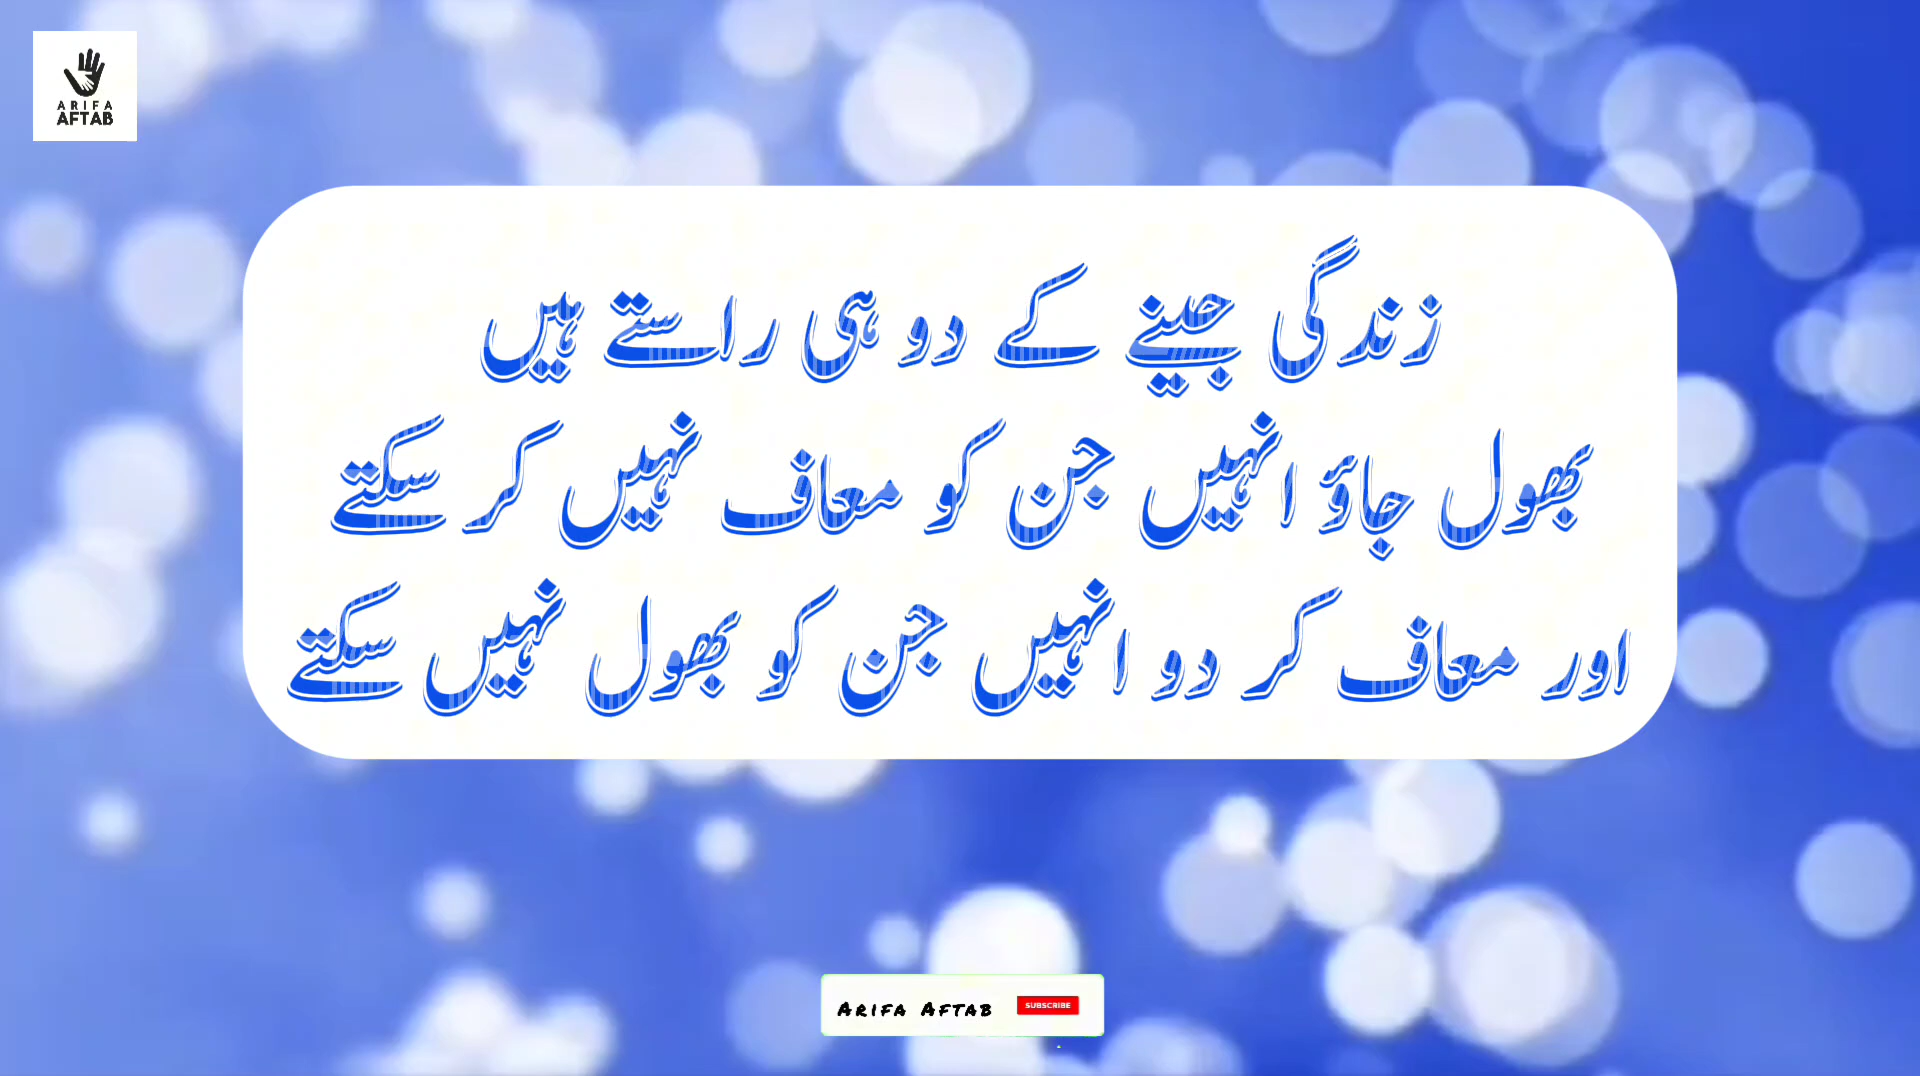 ARIFA
AFTAB
زندگی جینے کے دو ہی راستے ہیں
بھول جاؤ انہیں جن کو معاف نہیں کر سکتے
اور معاف کر دو انہیں جن کو بھول نہیں سکتے
ARIFA AFTAB SUBSCRIBE